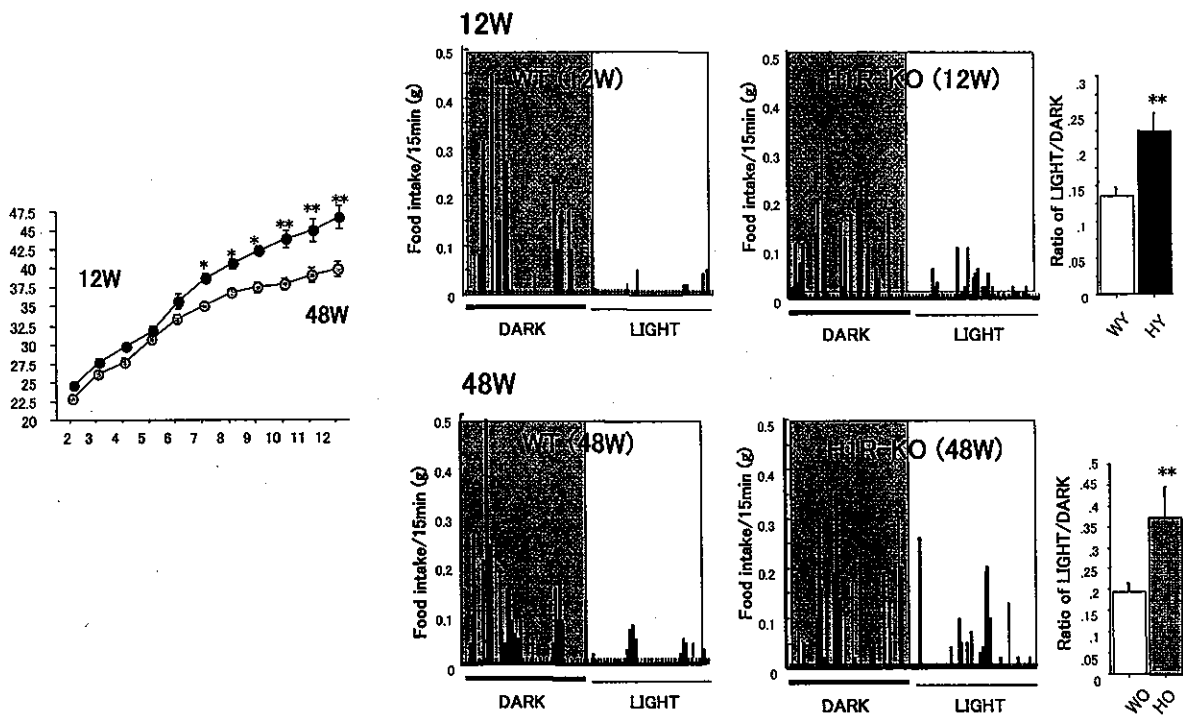 47.5
45
42.5
40
37.5
35
32.5
30
27.5
25
22.5
20
* * * ** ** **
12W
48W
2 3 4 5 6 7 8 9 10 11 12
12W
Food intake/15min (g)
0.5
0.4
0.3
0.2
0.1
0
WT (12W)
DARK LIGHT
Food intake/15min (g)
0.5
0.4
0.3
0.2
0.1
0
H1R-KO (12W)
DARK LIGHT
Ratio of LIGHT/DARK
.3
.25
.2
.15
.1
.05
0
**
WY HY
48W
Food intake/15min (g)
0.5
0.4
0.3
0.2
0.1
0
WT (48W)
DARK LIGHT
Food intake/15min (g)
0.5
0.4
0.3
0.2
0.1
0
H1R-KO (48W)
DARK LIGHT
Ratio of LIGHT/DARK
.5
.45
.4
.35
.3
.25
.2
.15
.1
.05
0
**
WO HO